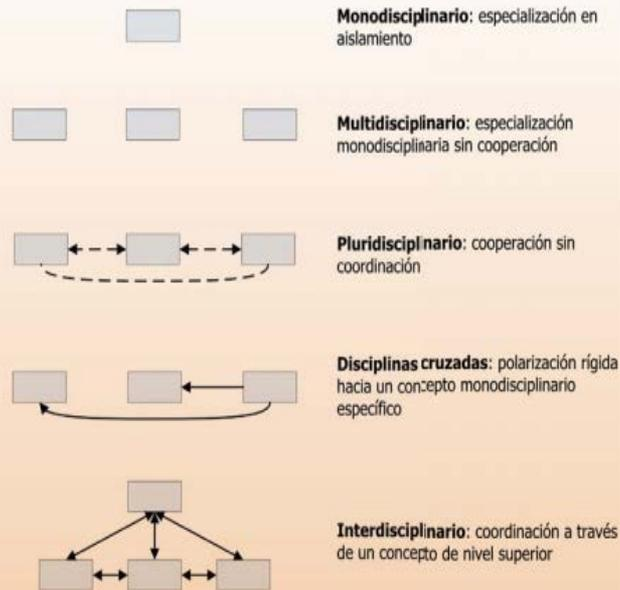 Monodisciplinario: especialización en
aislamiento
Multidisciplinario: especialización
monodisciplinaria sin cooperación
Pluridisciplinario: cooperación sin
coordinación
Disciplinas cruzadas: polarización rígida
hacia un concepto monodisciplinario
específico
Interdisciplinario: coordinación a través
de un concepto de nivel superior